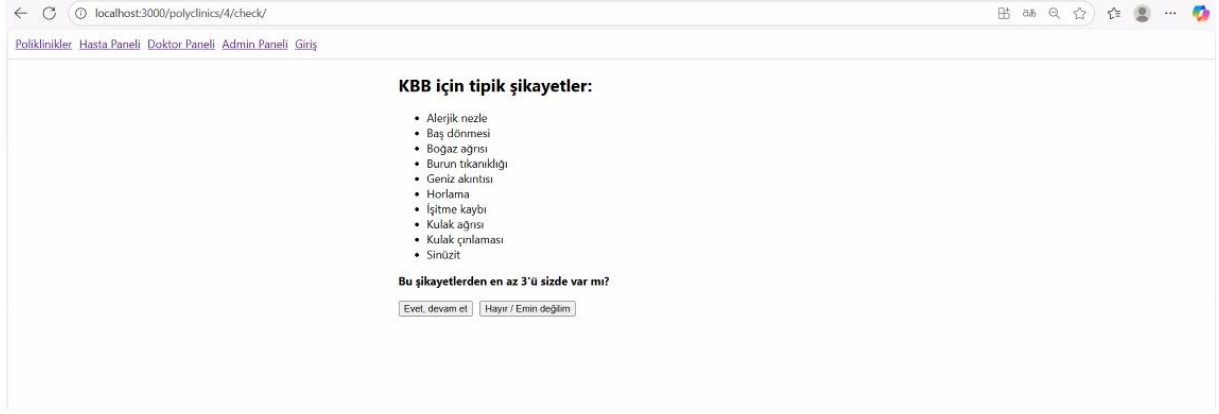 localhost:3000/polyclinics/4/check/
Poliklinikler Hasta Paneli Doktor Paneli Admin Paneli Giriş
KBB için tipik şikayetler:
• Alerjik nezle
• Baş dönmesi
• Boğaz ağrısı
• Burun tıkanıklığı
• Geniz akıntısı
• Horlama
• İşitme kaybı
• Kulak ağrısı
• Kulak çınlaması
• Sinüzit
Bu şikayetlerden en az 3'ü sizde var mı?
Evet, devam et Hayır / Emin değilim